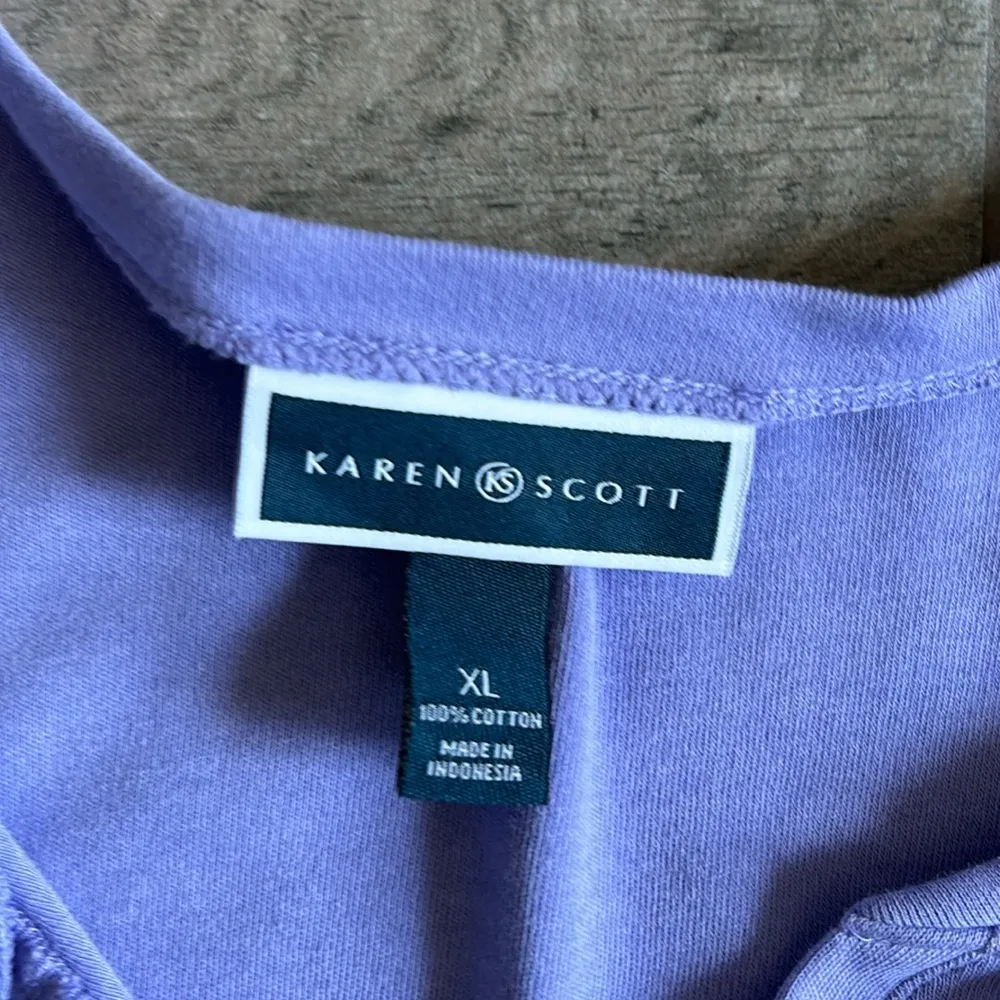 KAREN KS SCOTT
XL
100% COTTON
MADE IN
INDONESIA